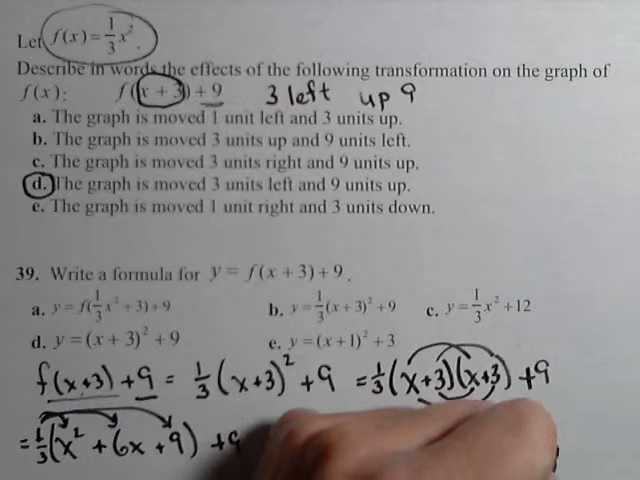 Let f(x) = 1/3 x².
Describe in words the effects of the following transformation on the graph of
f(x): f(x + 3) + 9 3 left up 9
a. The graph is moved 1 unit left and 3 units up.
b. The graph is moved 3 units up and 9 units left.
c. The graph is moved 3 units right and 9 units up.
d. The graph is moved 3 units left and 9 units up.
e. The graph is moved 1 unit right and 3 units down.
39. Write a formula for y = f(x + 3) + 9.
a. y = f(1/3 x² + 3) + 9 b. y = 1/3 (x + 3)² + 9 c. y = 1/3 x² + 12
d. y = (x + 3)² + 9 e. y = (x + 1)² + 3
f(x+3) + 9 = 1/3 (x+3)² + 9 = 1/3 (x+3)(x+3) + 9
= 1/3 (x² + 6x + 9) + 9